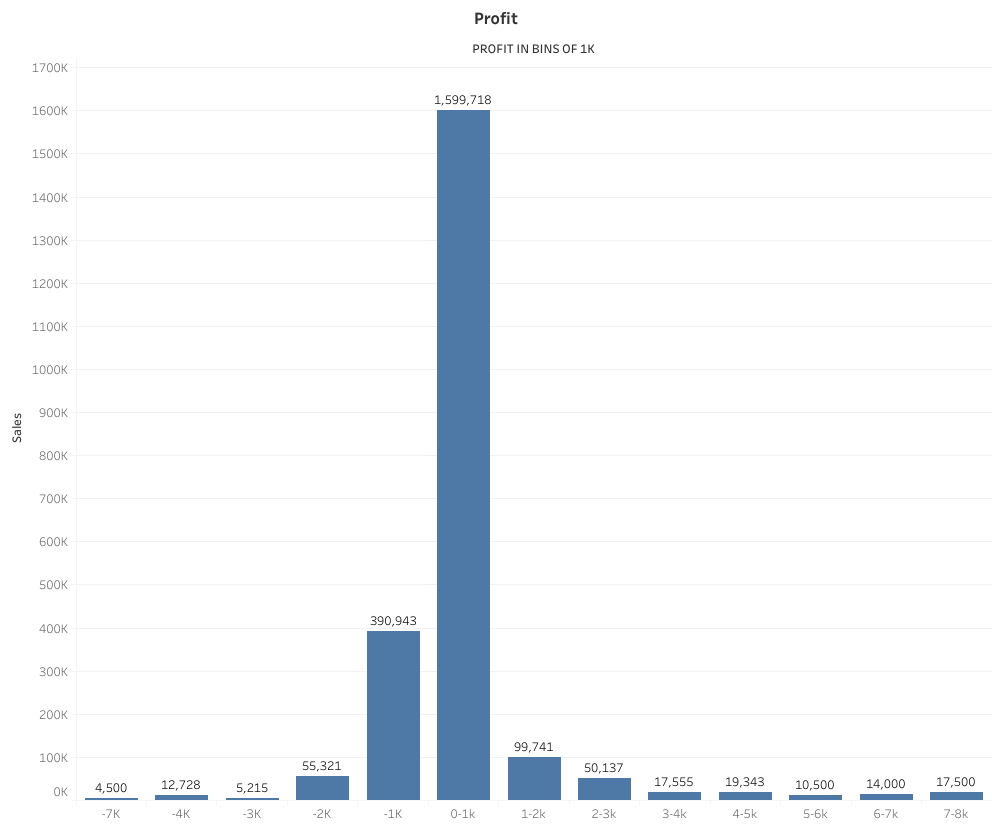 Profit
PROFIT IN BINS OF 1K
1700K
1,599,718
1600K
1500K
1400K
1300K
1200K
1100K
1000K
900K
Sales
800K
700K
600K
500K
390,943
400K
300K
200K
99,741
100K
55,321
50,137
4,500 12,728 5,215 17,555 19,343 10,500 14,000 17,500
0K
-7K -4K -3K -2K -1K 0-1k 1-2k 2-3k 3-4k 4-5k 5-6k 6-7k 7-8k